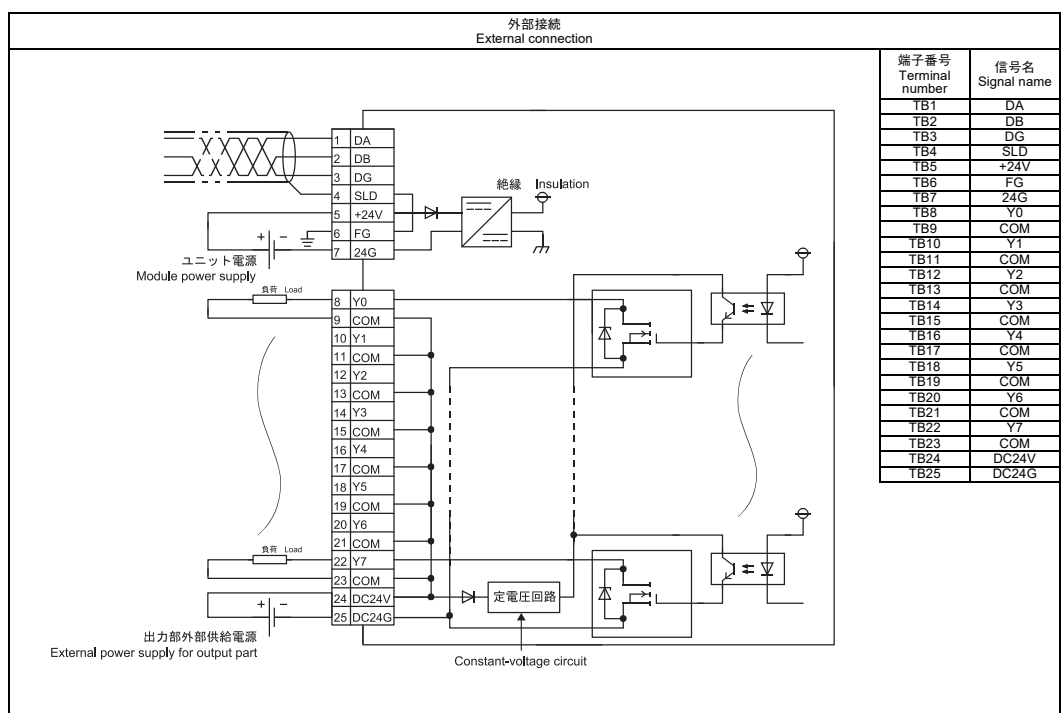 外部接続
External connection
端子番号
Terminal
number
信号名
Signal name
TB1 DA
TB2 DB
TB3 DG
TB4 SLD
TB5 +24V
TB6 FG
TB7 24G
TB8 Y0
TB9 COM
TB10 Y1
TB11 COM
TB12 Y2
TB13 COM
TB14 Y3
TB15 COM
TB16 Y4
TB17 COM
TB18 Y5
TB19 COM
TB20 Y6
TB21 COM
TB22 Y7
TB23 COM
TB24 DC24V
TB25 DC24G
1 DA
2 DB
3 DG
4 SLD
5 +24V
6 FG
7 24G
絶縁 Insulation
+ −
ユニット電源
Module power supply
負荷 Load
8 Y0
9 COM
10 Y1
11 COM
12 Y2
13 COM
14 Y3
15 COM
16 Y4
17 COM
18 Y5
19 COM
20 Y6
21 COM
22 Y7
23 COM
24 DC24V
25 DC24G
負荷 Load
+ −
定電圧回路
出力部外部供給電源
External power supply for output part
Constant-voltage circuit